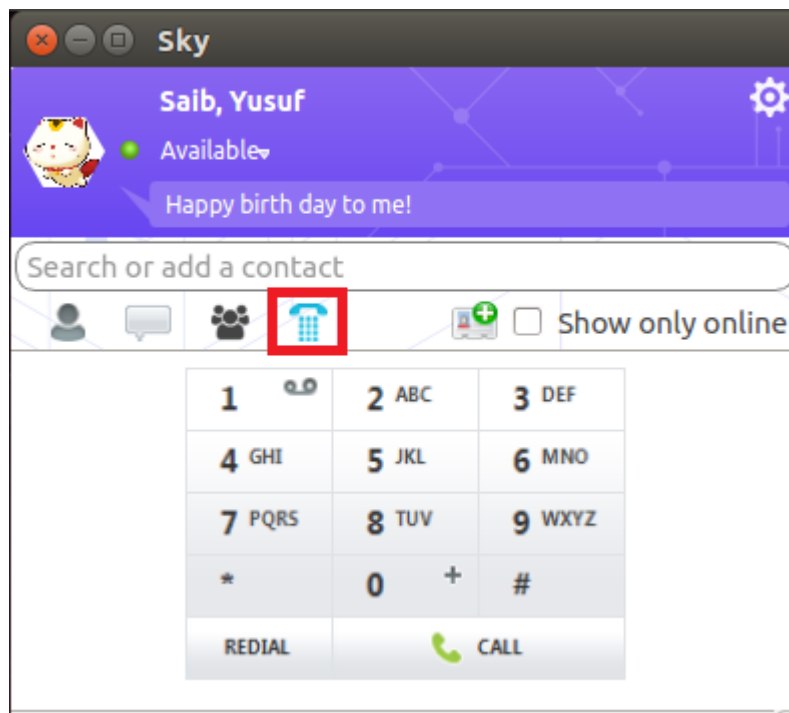 Sky
Saib, Yusuf
Available
Happy birth day to me!
Search or add a contact
Show only online
1 2 ABC 3 DEF
4 GHI 5 JKL 6 MNO
7 PQRS 8 TUV 9 WXYZ
* 0 + #
REDIAL CALL